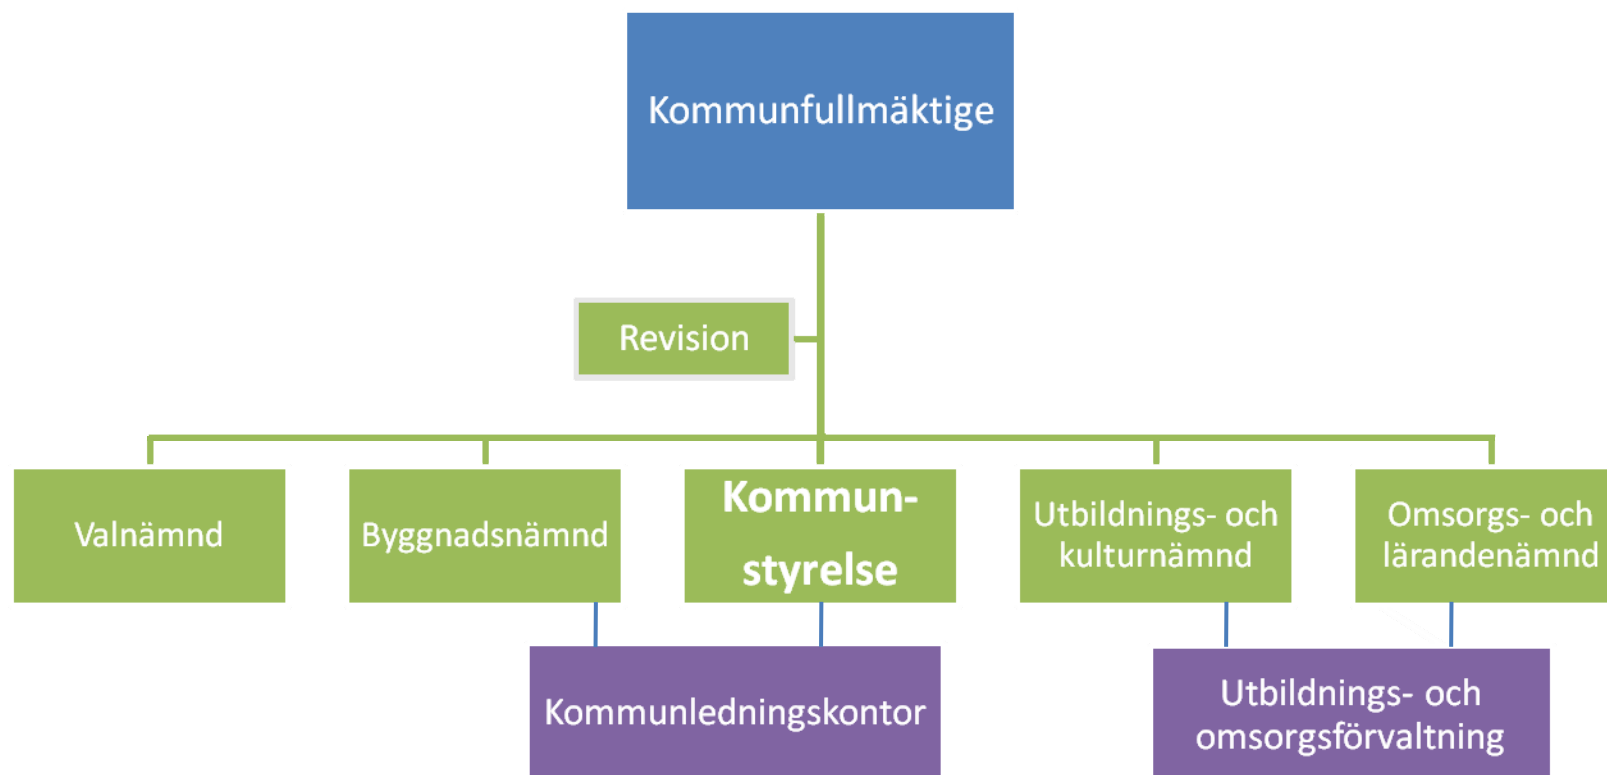 Kommunfullmäktige
Revision
Valnämnd
Byggnadsnämnd
Kommun-
styrelse
Utbildnings- och
kulturnämnd
Omsorgs- och
lärandenämnd
Kommunledningskontor
Utbildnings- och
omsorgsförvaltning